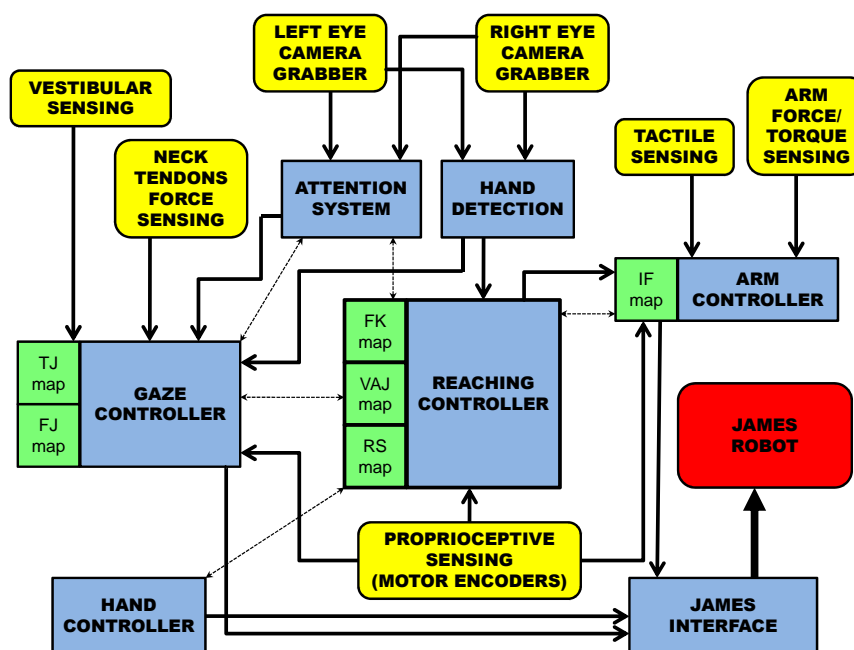 LEFT EYE
CAMERA
GRABBER
RIGHT EYE
CAMERA
GRABBER
VESTIBULAR
SENSING
NECK
TENDONS
FORCE
SENSING
TACTILE
SENSING
ARM
FORCE/
TORQUE
SENSING
ATTENTION
SYSTEM
HAND
DETECTION
IF
map
ARM
CONTROLLER
TJ
map
FJ
map
GAZE
CONTROLLER
FK
map
VAJ
map
RS
map
REACHING
CONTROLLER
JAMES
ROBOT
PROPRIOCEPTIVE
SENSING
(MOTOR ENCODERS)
HAND
CONTROLLER
JAMES
INTERFACE